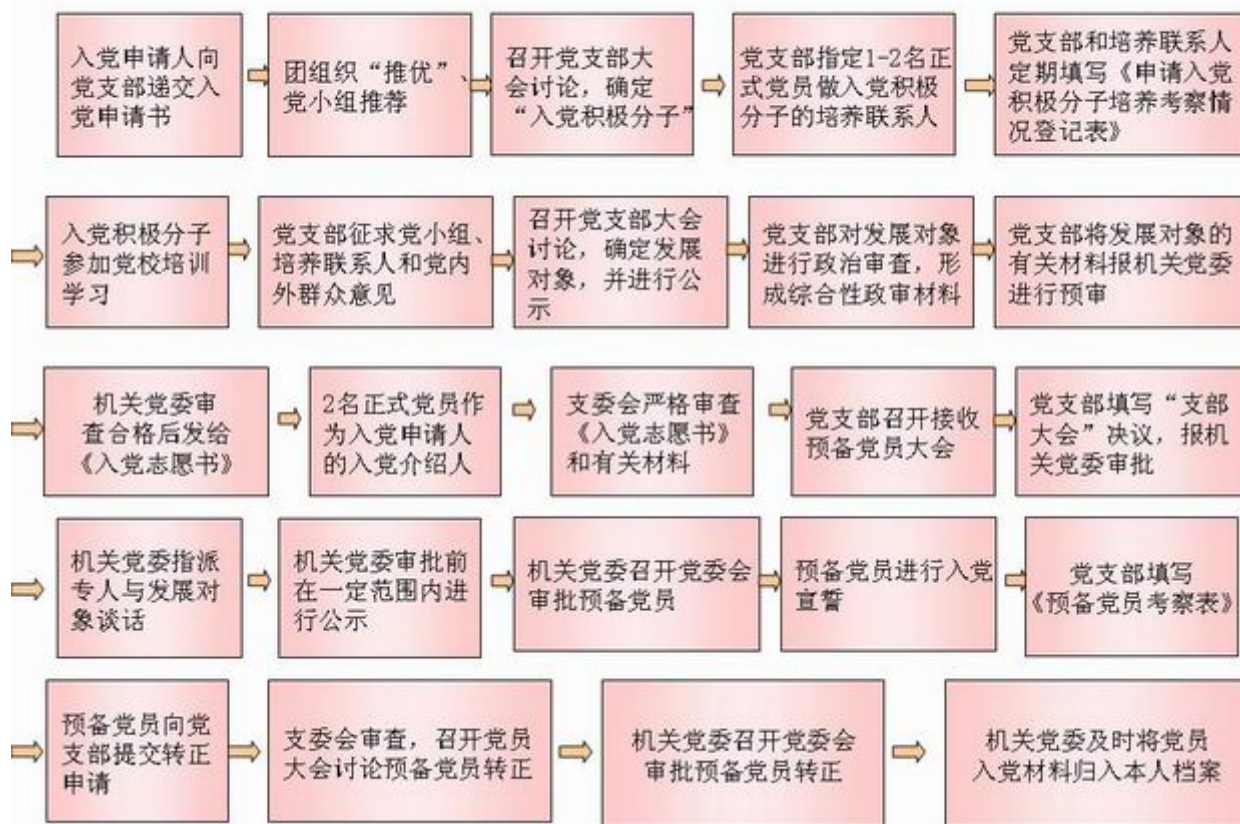 入党申请人向
党支部递交入
党申请书
团组织“推优”、
党小组推荐
召开党支部大
会讨论，确定
“入党积极分子”
党支部指定1-2名正
式党员做入党积极
分子的培养联系人
党支部和培养联系人
定期填写《申请入党
积极分子培养考察情
况登记表》
入党积极分子
参加党校培训
学习
党支部征求党小组、
培养联系人和党内
外群众意见
召开党支部大会
讨论，确定发展
对象，并进行公
示
党支部对发展对象
进行政治审查，形
成综合性政审材料
党支部将发展对象的
有关材料报机关党委
进行预审
机关党委审
查合格后发给
《入党志愿书》
2名正式党员作
为入党申请人
的入党介绍人
支委会严格审查
《入党志愿书》
和有关材料
党支部召开接收
预备党员大会
党支部填写“支部
大会”决议，报机
关党委审批
机关党委指派
专人与发展对
象谈话
机关党委审批前
在一定范围内进
行公示
机关党委召开党委会
审批预备党员
预备党员进行入党
宣誓
党支部填写
《预备党员考察表》
预备党员向党
支部提交转正
申请
支委会审查，召开党员
大会讨论预备党员转正
机关党委召开党委会
审批预备党员转正
机关党委及时将党员
入党材料归入本人档案